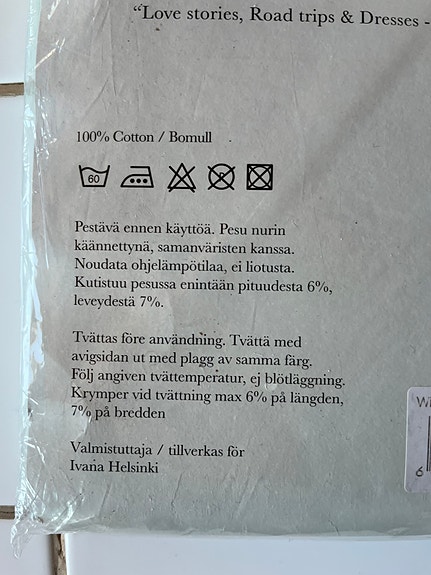 “Love stories, Road trips & Dresses -
100% Cotton / Bomull
60
Pestävä ennen käyttöä. Pesu nurin
käännettynä, samanväristen kanssa.
Noudata ohjelämpötilaa, ei liotusta.
Kutistuu pesussa enintään pituudesta 6%,
leveydestä 7%.
Tvättas före användning. Tvättä med
avigsidan ut med plagg av samma färg.
Följ angiven tvättemperatur, ej blötläggning.
Krymper vid tvättning max 6% på längden,
7% på bredden
Valmistuttaja / tillverkas för
Ivana Helsinki
6